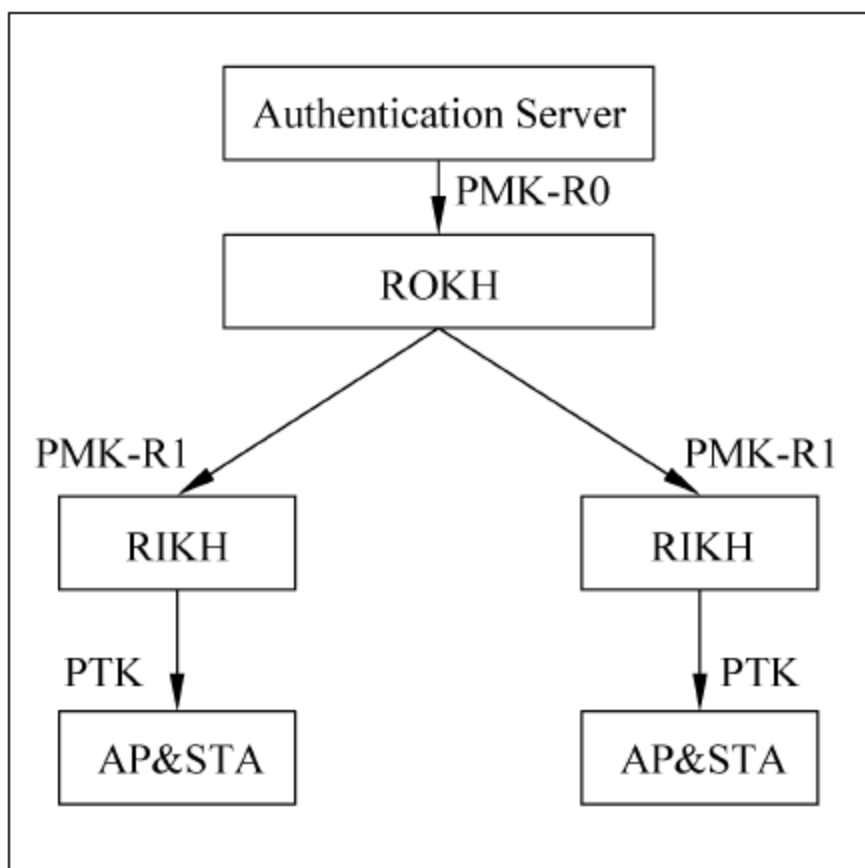 Authentication Server
PMK-R0
ROKH
PMK-R1
PMK-R1
RIKH
RIKH
PTK
PTK
AP&STA
AP&STA